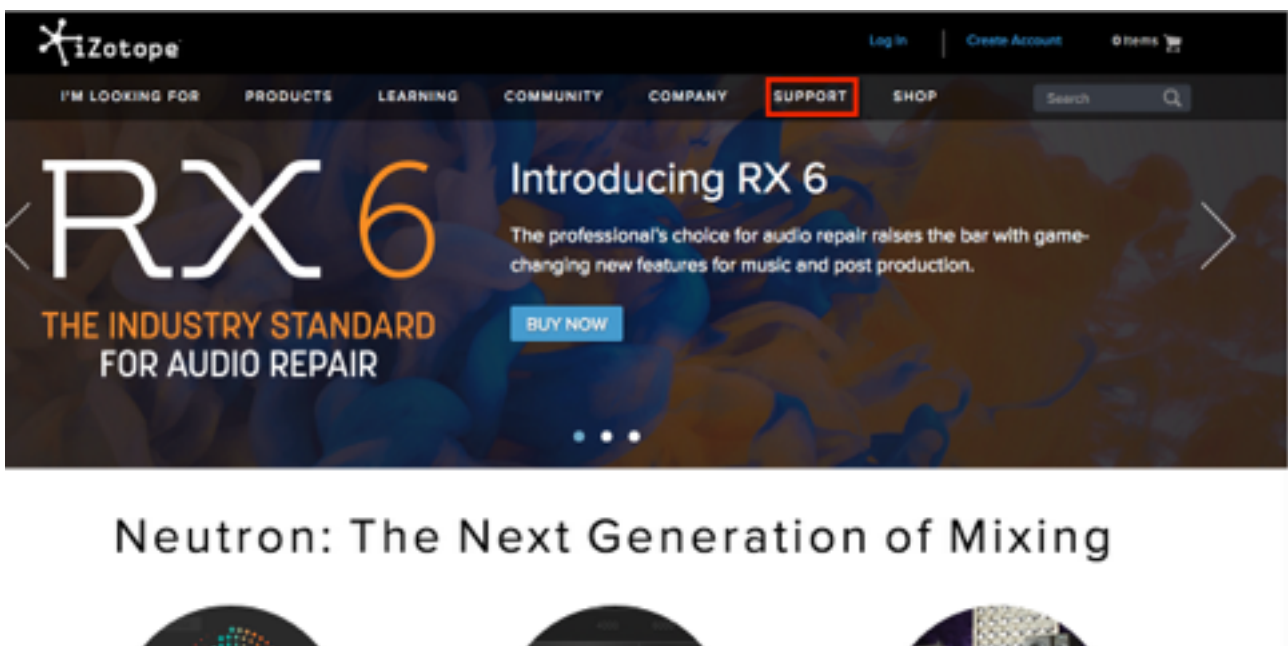 iZotope
Log In
Create Account
0 Items
I'M LOOKING FOR
PRODUCTS
LEARNING
COMMUNITY
COMPANY
SUPPORT
SHOP
Search
RX 6
THE INDUSTRY STANDARD
FOR AUDIO REPAIR
Introducing RX 6
The professional's choice for audio repair raises the bar with game-
changing new features for music and post production.
BUY NOW
Neutron: The Next Generation of Mixing